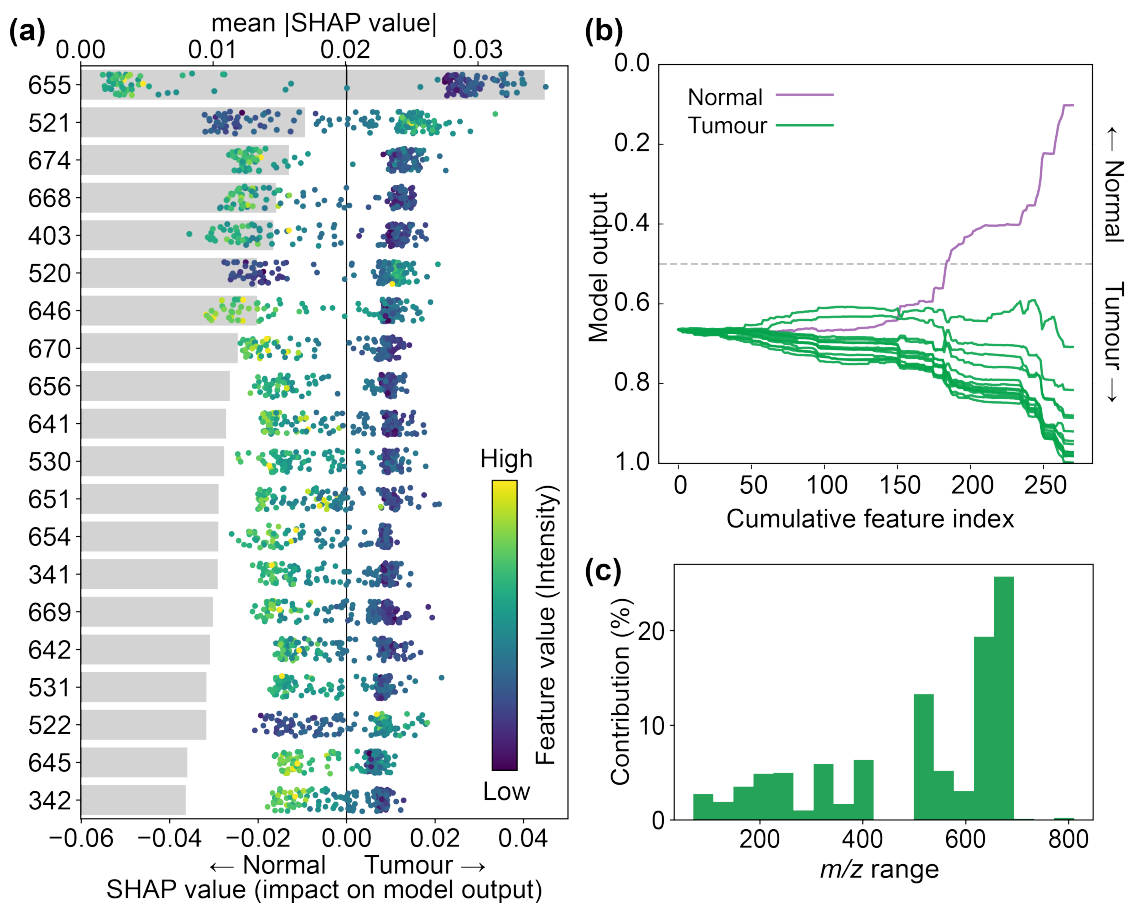 (a)
mean |SHAP value|
0.00 0.01 0.02 0.03
655
521
674
668
403
520
646
670
656
641
530
651
654
341
669
642
531
522
645
342
High
Feature value (Intensity)
Low
−0.06 −0.04 −0.02 0.00 0.02 0.04
← Normal Tumour →
SHAP value (impact on model output)
(b)
0.0
0.2
0.4
0.6
0.8
1.0
Model output
Normal
Tumour
← Normal Tumour →
0 50 100 150 200 250
Cumulative feature index
(c)
20
10
0
Contribution (%)
200 400 600 800
m/z range